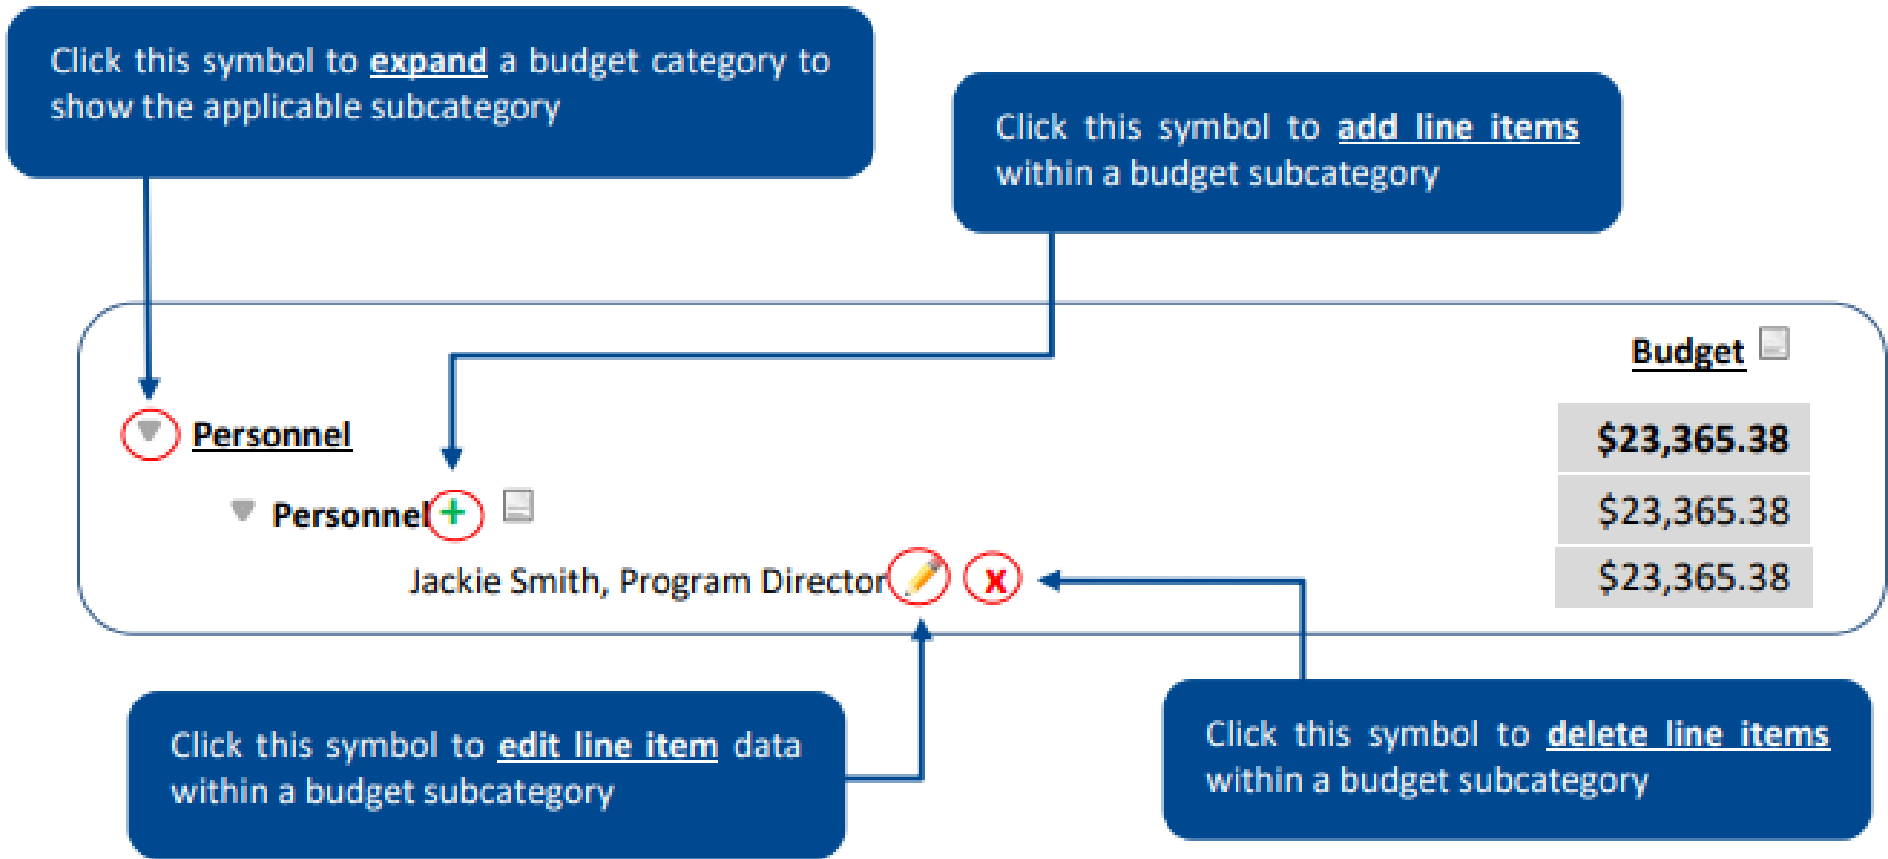 Click this symbol to expand a budget category to
show the applicable subcategory
Click this symbol to add line items
within a budget subcategory
Budget
Personnel
$23,365.38
Personnel +
$23,365.38
Jackie Smith, Program Director x
$23,365.38
Click this symbol to edit line item data
within a budget subcategory
Click this symbol to delete line items
within a budget subcategory